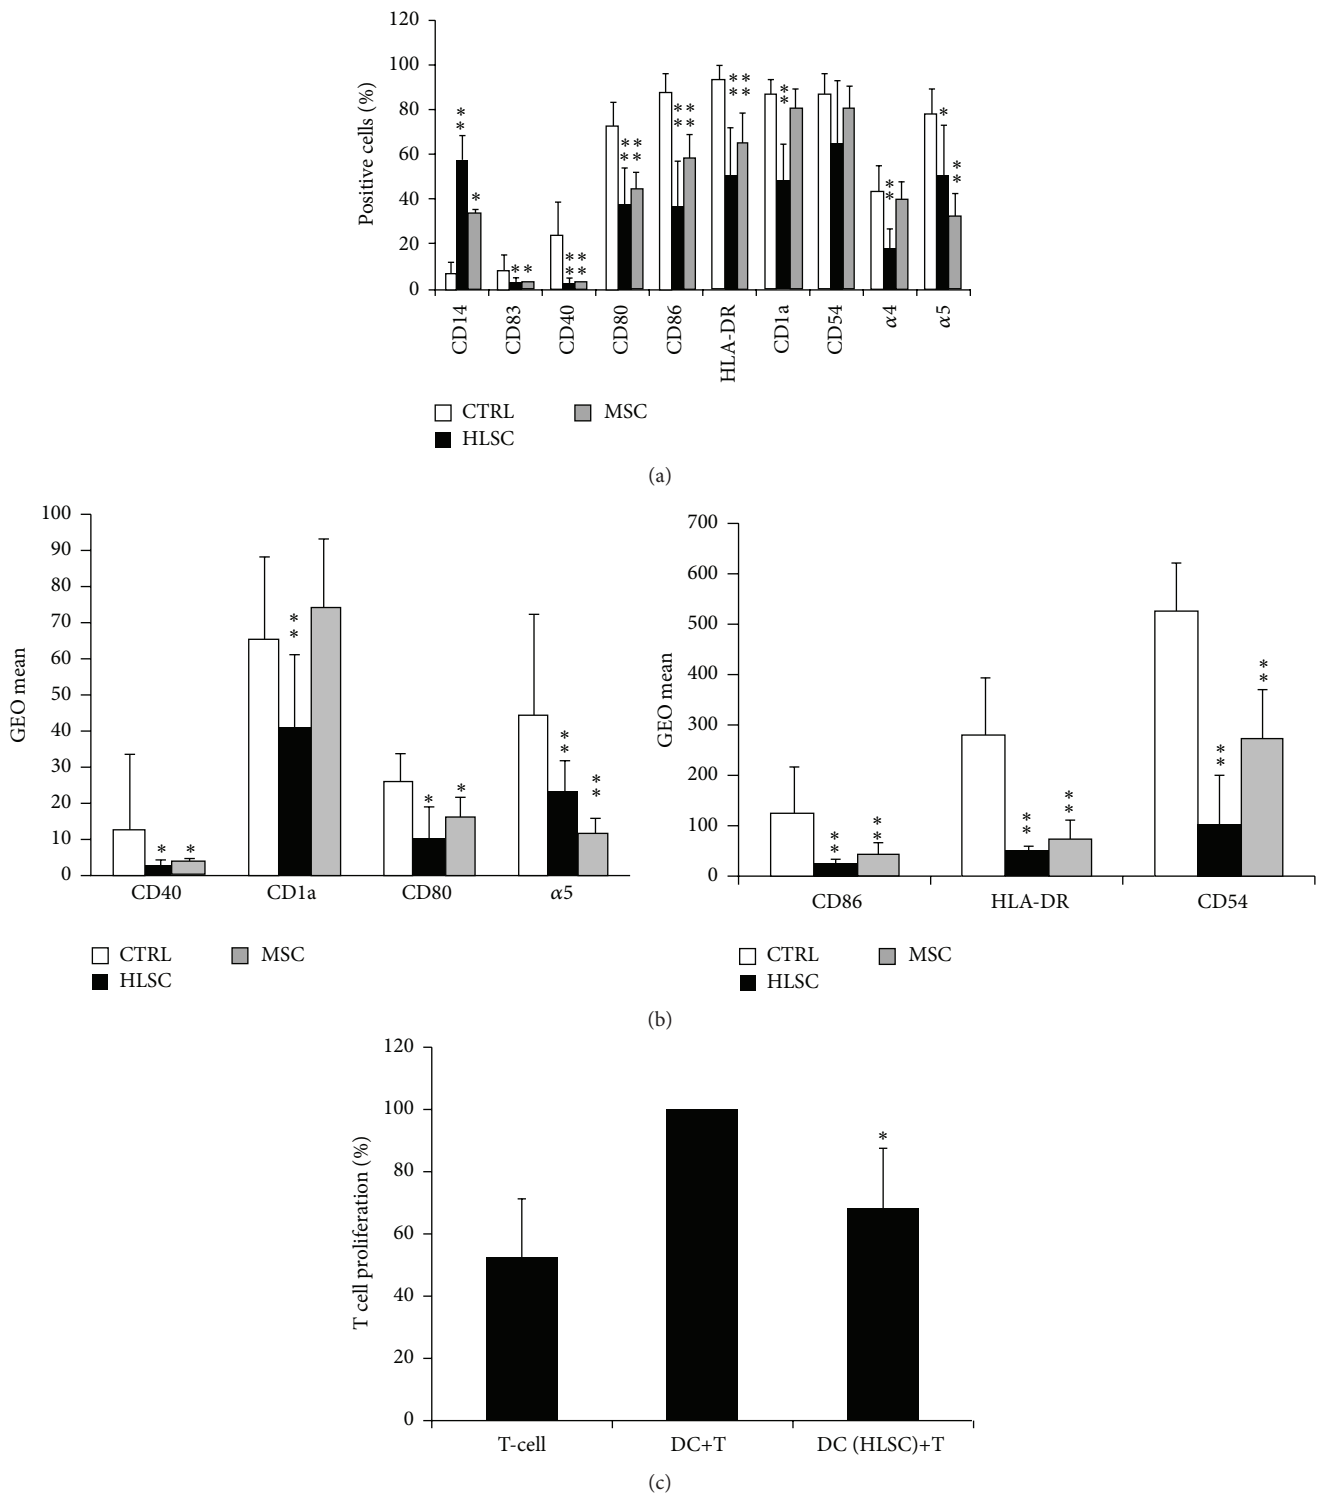 120
100
80
60
40
20
0
Positive cells (%)
* * * * * * * * * * * * * * * * * * * * * * * * * * * *
CD14 CD83 CD40 CD80 CD86 HLA-DR CD1a CD54 α4 α5
CTRL MSC
HLSC
(a)
100
90
80
70
60
50
40
30
20
10
0
GEO mean
* * * * * * * * * *
CD40 CD1a CD80 α5
CTRL MSC
HLSC
700
600
500
400
300
200
100
0
GEO mean
* * * * * * * * * * * *
CD86 HLA-DR CD54
CTRL MSC
HLSC
(b)
120
100
80
60
40
20
0
T cell proliferation (%)
*
T-cell DC+T DC (HLSC)+T
(c)